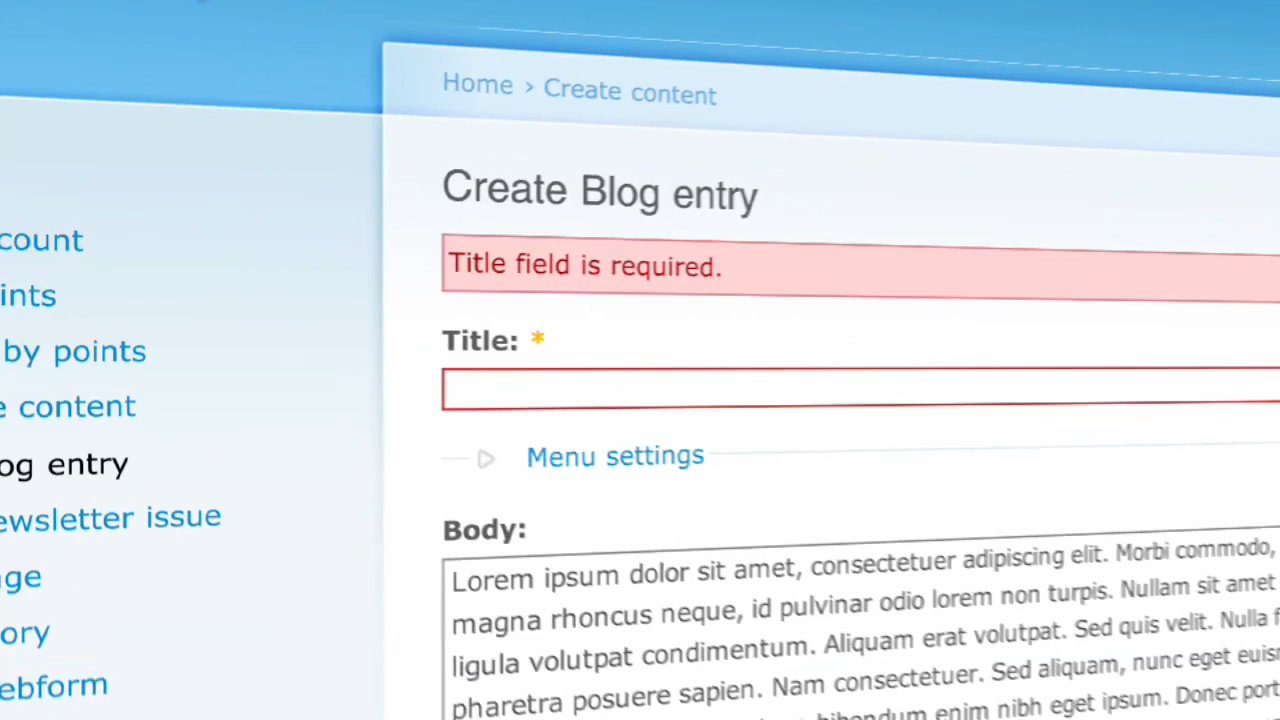 Home › Create content
Create Blog entry
Title field is required.
Title: *
Menu settings
Body:
Lorem ipsum dolor sit amet, consectetuer adipiscing elit. Morbi commodo,
magna rhoncus neque, id pulvinar odio lorem non turpis. Nullam sit amet
ligula volutpat condimentum. Aliquam erat volutpat. Sed quis velit. Nulla
pharetra posuere sapien. Nam consectetuer. Sed aliquam, nunc eget
bibendum enim nibh eget ipsum. Donec
count
ints
by points
content
og entry
ewsletter issue
ge
ory
ebform